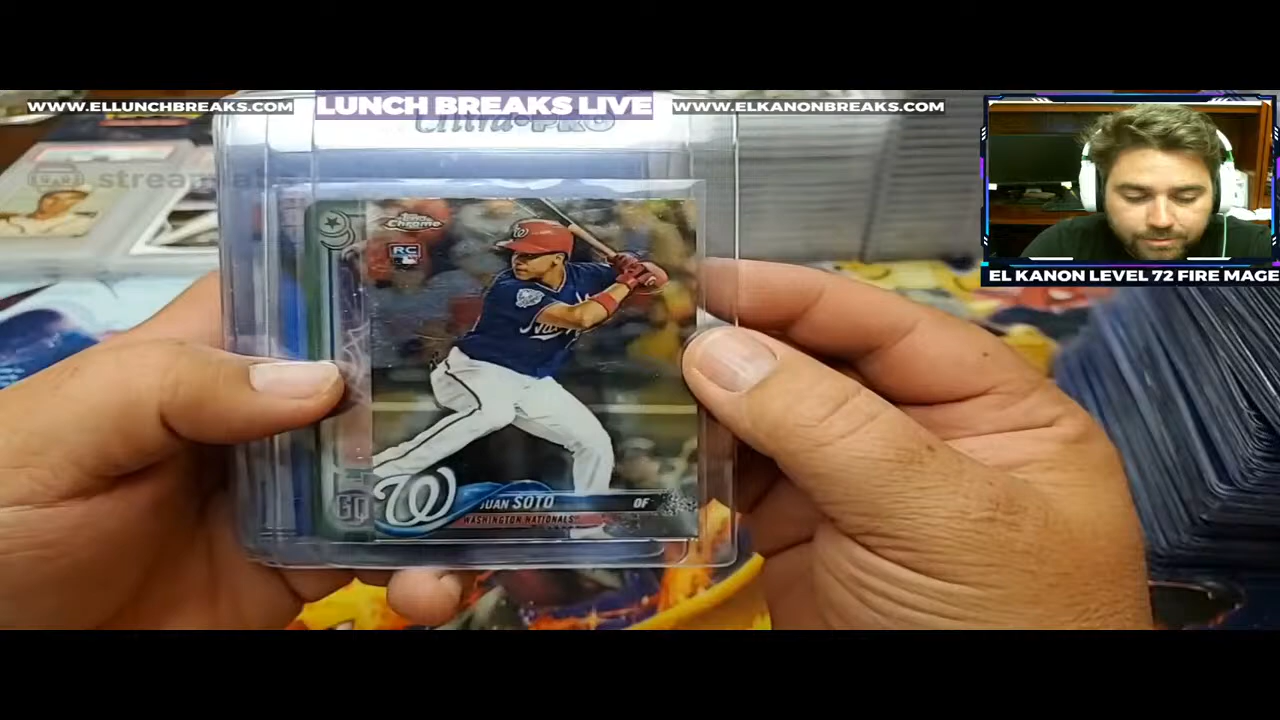 WWW.ELLUNCHBREAKS.COM
LUNCH BREAKS LIVE
WWW.ELKANONBREAKS.COM
Ultra PRO
Topps
Chrome
RC
EL KANON LEVEL 72 FIRE MAGE
GQ
W
JUAN SOTO
OF
WASHINGTON NATIONALS